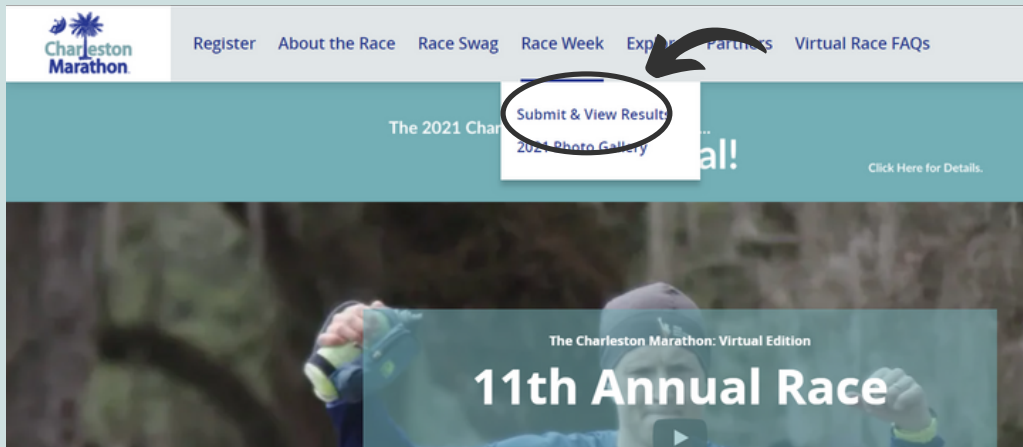 Charleston
Marathon
Register About the Race Race Swag Race Week Partners Virtual Race FAQs
Submit & View Results
2021 Photo Gallery
The 2021 ...
al!
Click Here for Details.
The Charleston Marathon: Virtual Edition
11th Annual Race